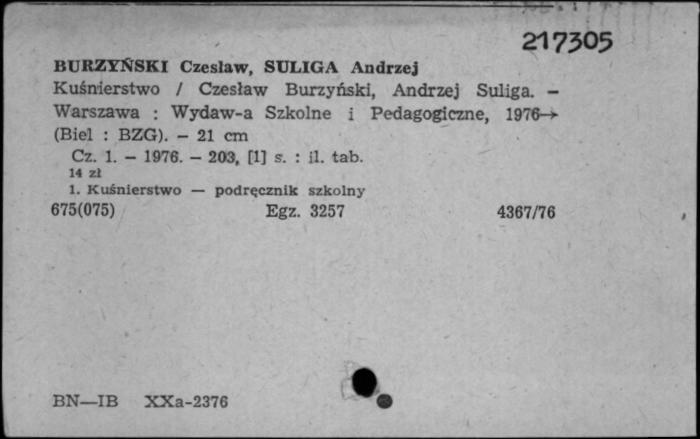 217305
BURZYŃSKI Czesław, SULIGA Andrzej
Kuśnierstwo / Czesław Burzyński, Andrzej Suliga. —
Warszawa : Wydaw-a Szkolne i Pedagogiczne, 1976→
(Biel : BZG). — 21 cm
Cz. 1. — 1976. — 203, [1] s. : il. tab.
14 zł
1. Kuśnierstwo — podręcznik szkolny
675(075) Egz. 3257 4367/76
BN—IB XXa-2376